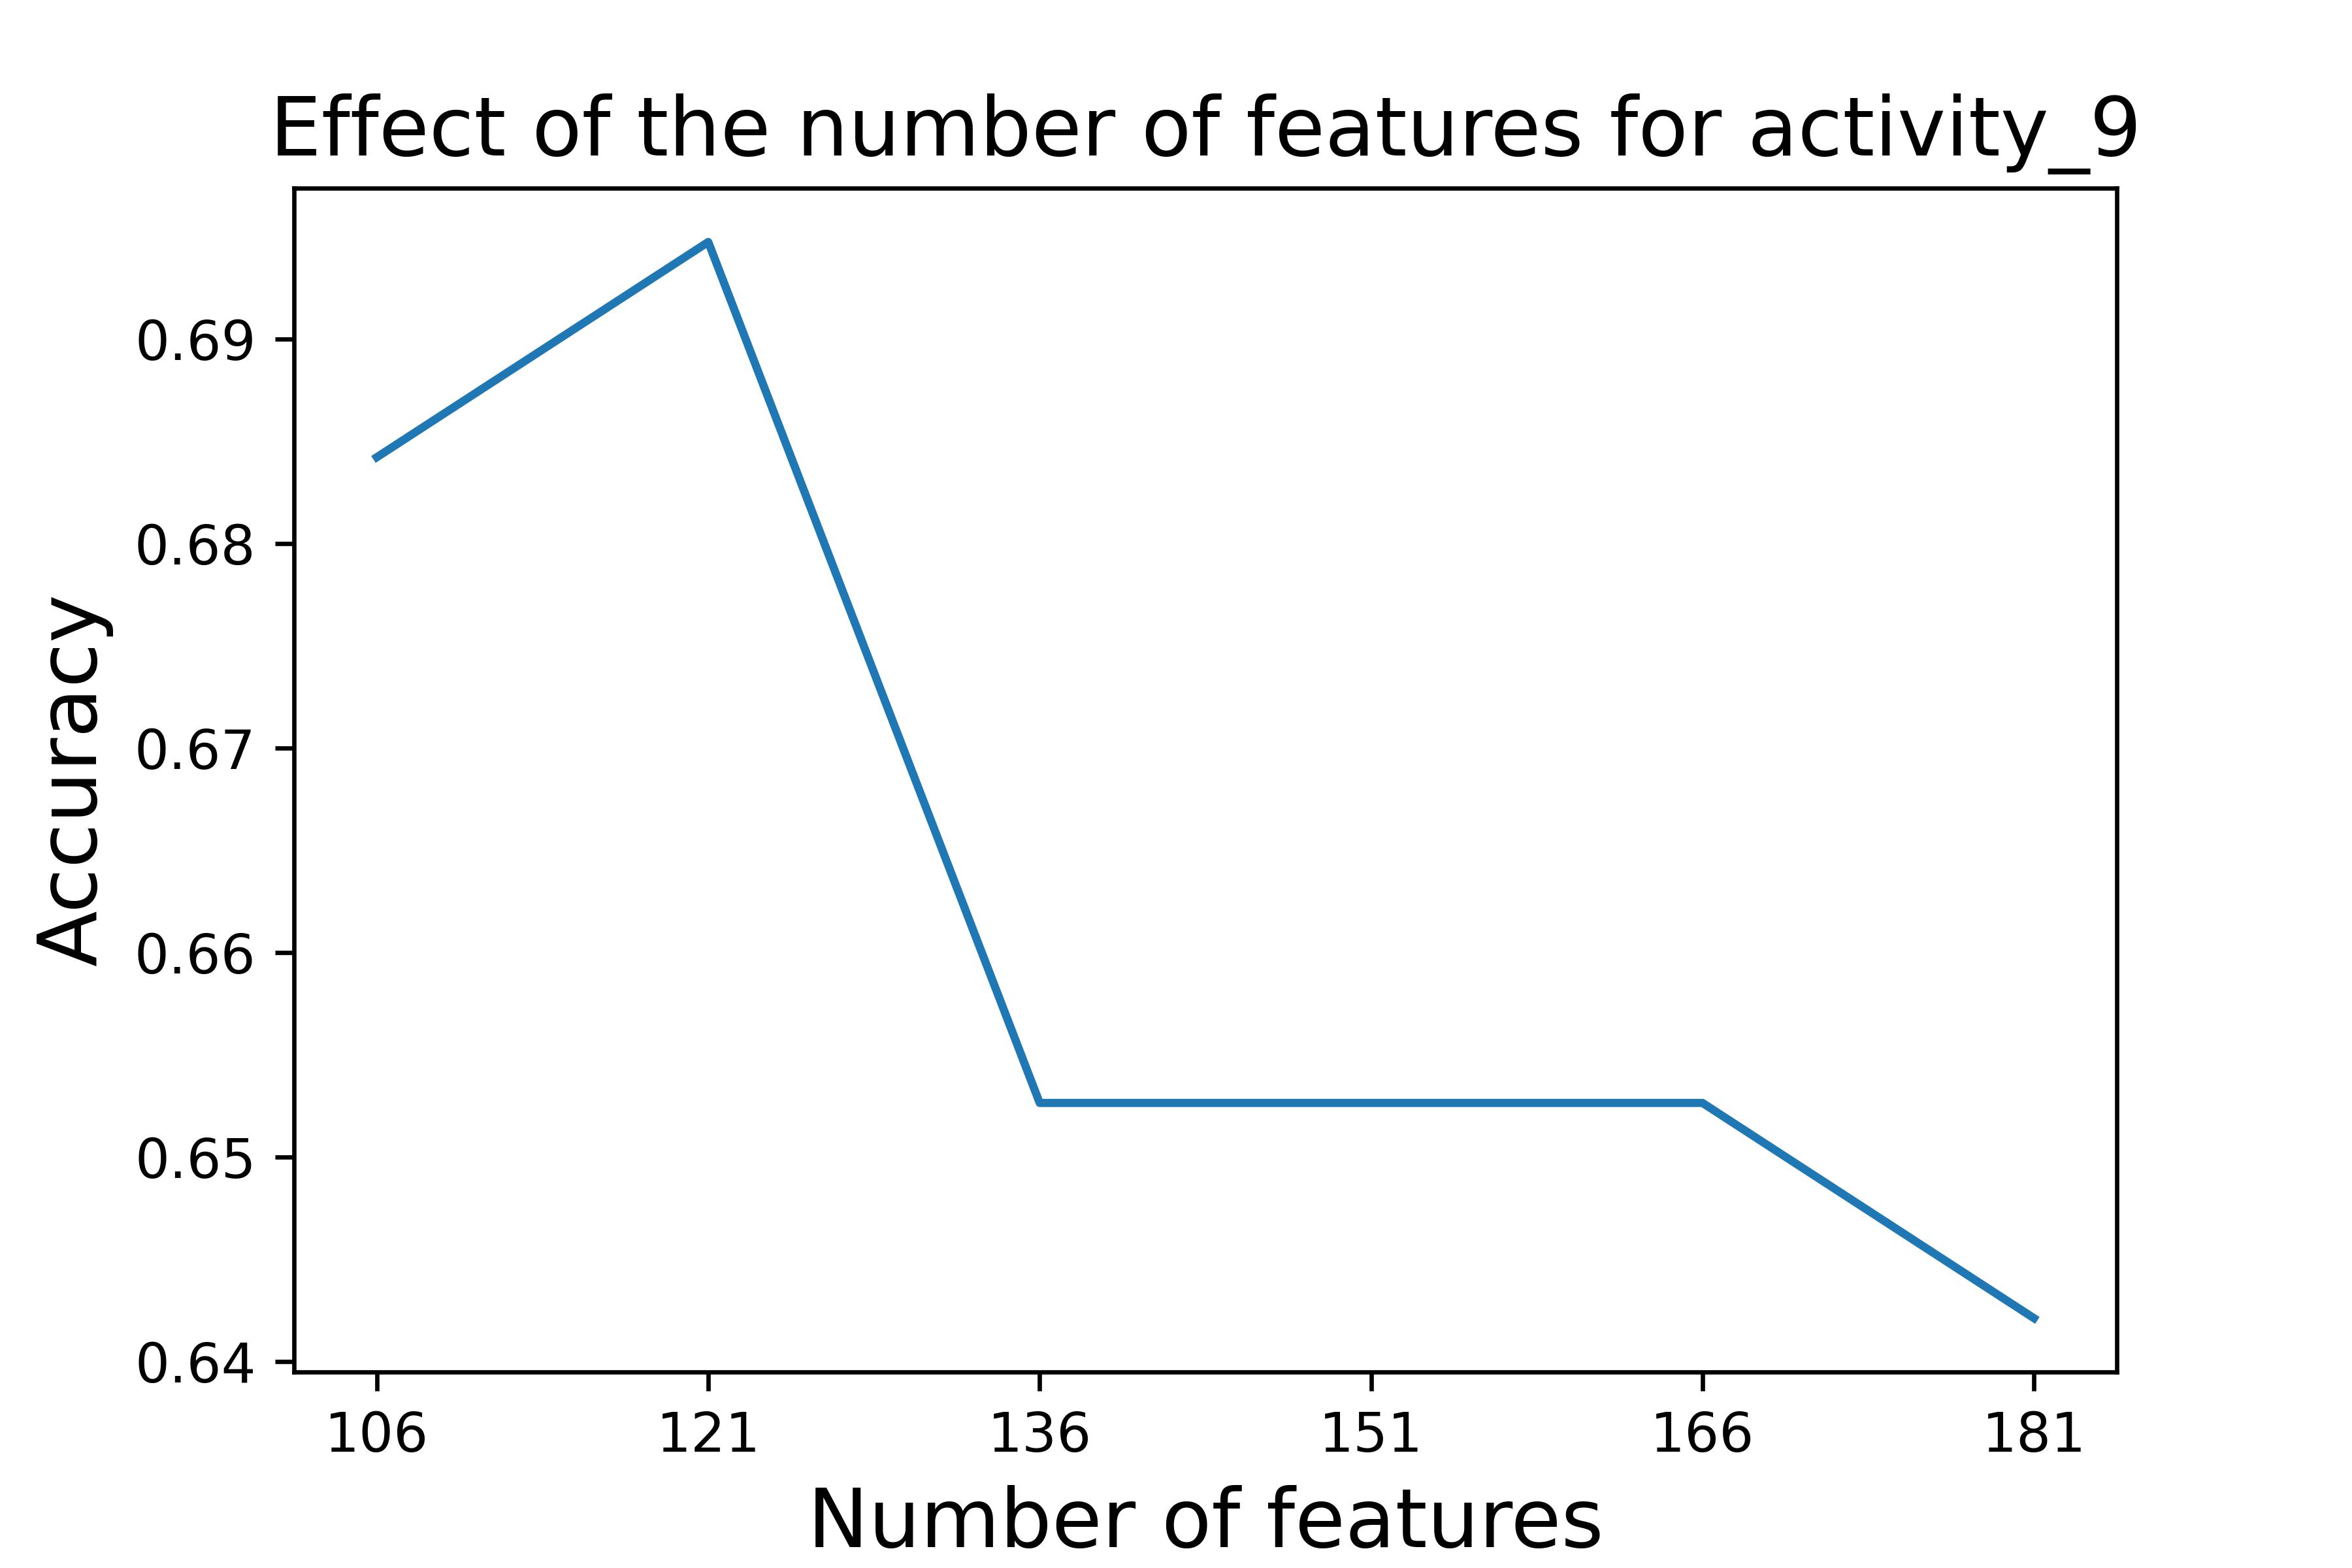 Effect of the number of features for activity_9
Accuracy
0.69
0.68
0.67
0.66
0.65
0.64
106 121 136 151 166 181
Number of features